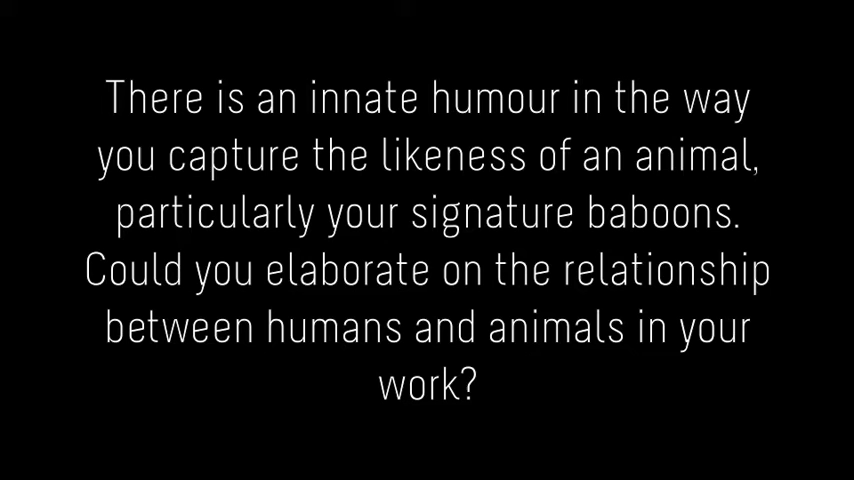 There is an innate humour in the way
you capture the likeness of an animal,
particularly your signature baboons.
Could you elaborate on the relationship
between humans and animals in your
work?